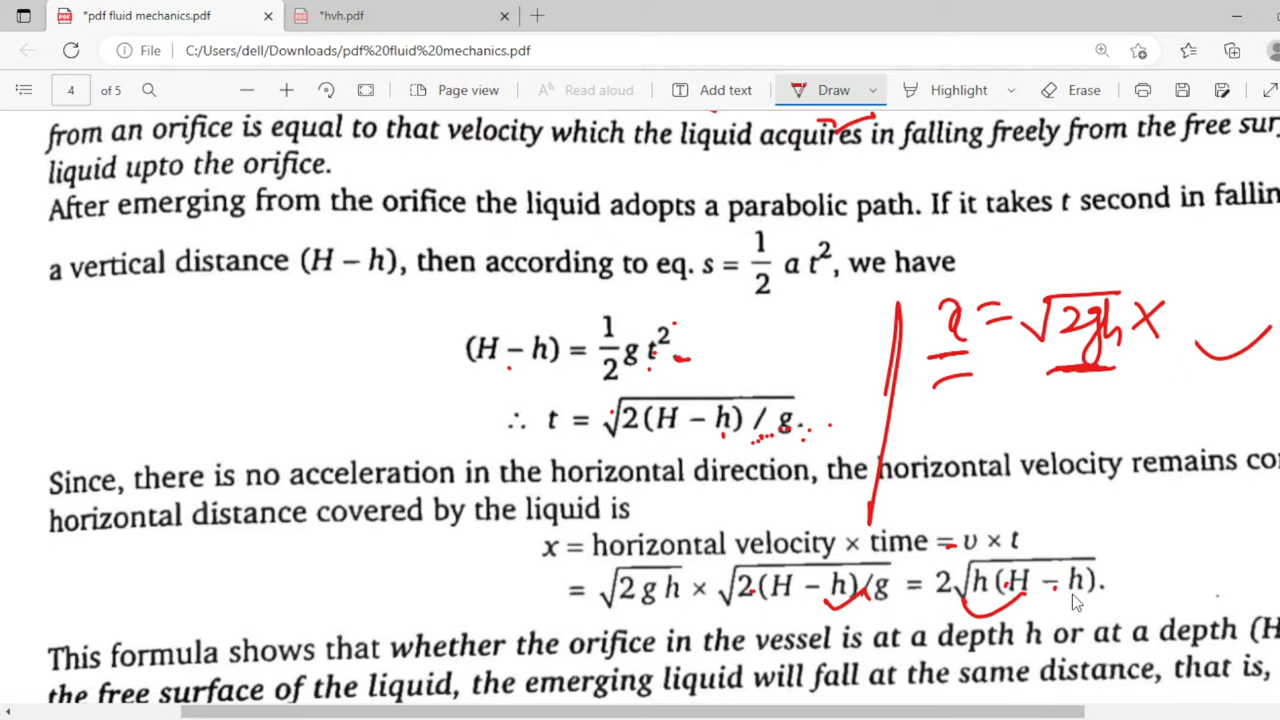 *pdf fluid mechanics.pdf
*hvh.pdf
File C:/Users/dell/Downloads/pdf%20fluid%20mechanics.pdf
4 of 5 Page view Read aloud Add text Draw Highlight Erase
from an orifice is equal to that velocity which the liquid acquires in falling freely from the free sur
liquid upto the orifice.
After emerging from the orifice the liquid adopts a parabolic path. If it takes t second in fallin
a vertical distance (H – h), then according to eq. s = 1/2 a t², we have
(H – h) = 1/2 g t²
x = √2gh ×
∴ t = √2(H – h) / g.
Since, there is no acceleration in the horizontal direction, the horizontal velocity remains co
horizontal distance covered by the liquid is
x = horizontal velocity × time = υ × t
= √2 g h × √2 (H – h)/g = 2√h (H – h).
This formula shows that whether the orifice in the vessel is at a depth h or at a depth (H
the free surface of the liquid, the emerging liquid will fall at the same distance, that is,